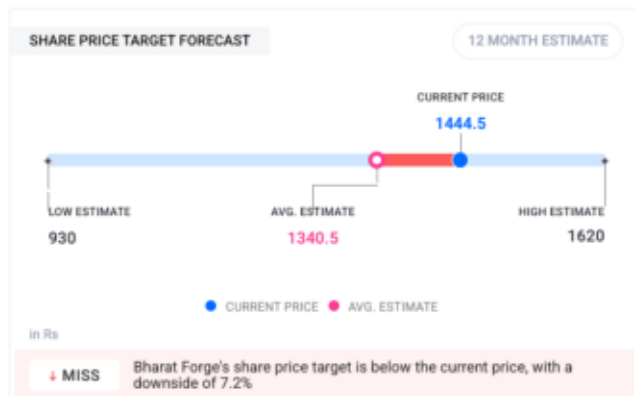 SHARE PRICE TARGET FORECAST
12 MONTH ESTIMATE
CURRENT PRICE
1444.5
LOW ESTIMATE
AVG. ESTIMATE
HIGH ESTIMATE
930
1340.5
1620
CURRENT PRICE AVG. ESTIMATE
in Rs
↓ MISS
Bharat Forge's share price target is below the current price, with a
downside of 7.2%